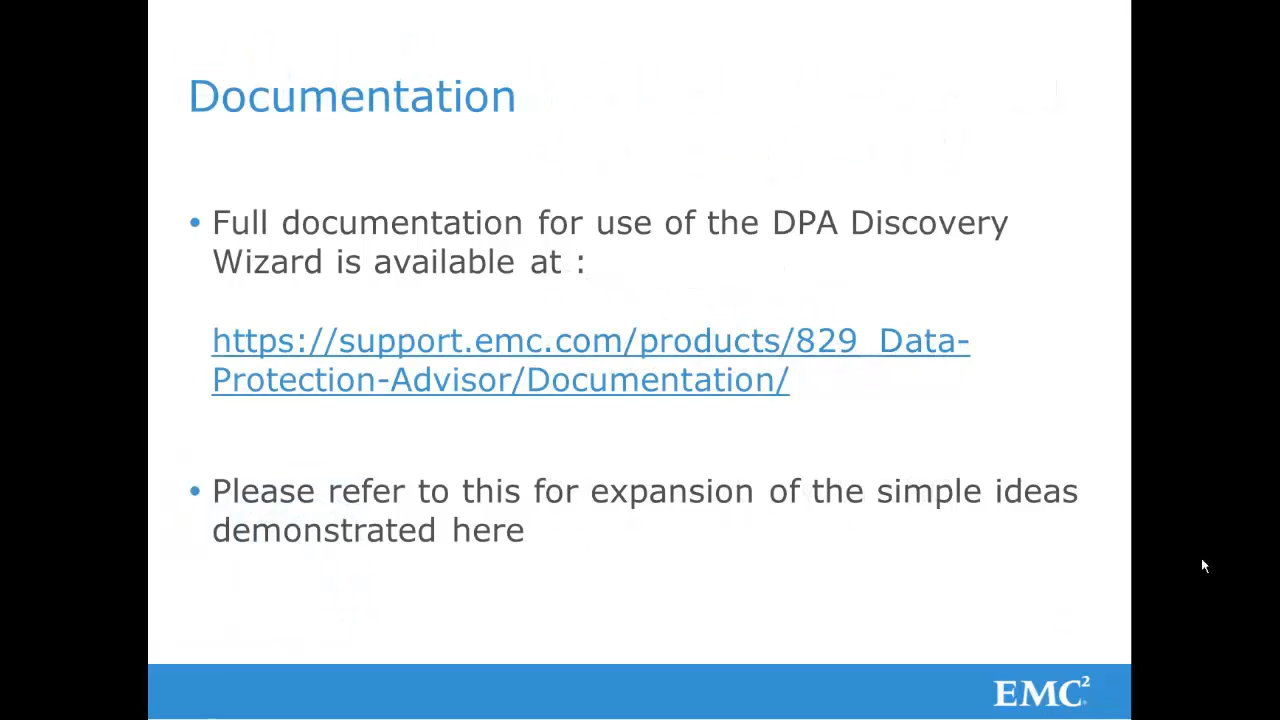 Documentation
• Full documentation for use of the DPA Discovery
Wizard is available at :
https://support.emc.com/products/829_Data-
Protection-Advisor/Documentation/
• Please refer to this for expansion of the simple ideas
demonstrated here
EMC²